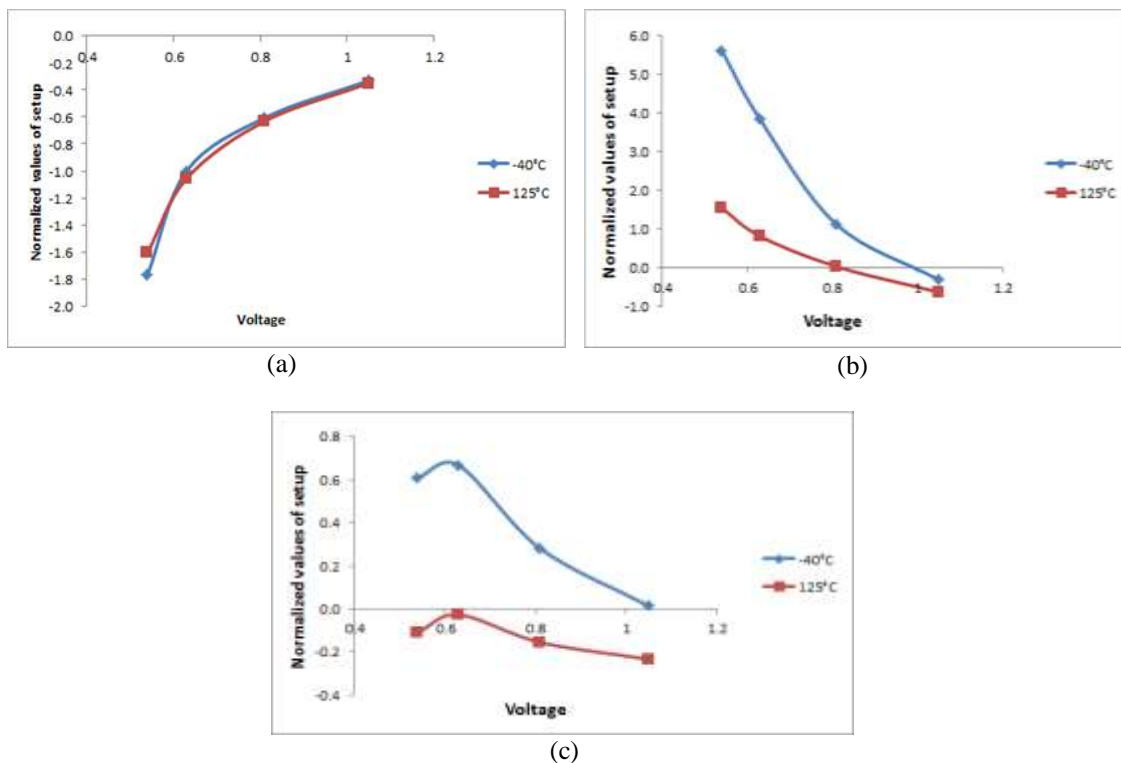 0.0
0.4 0.6 0.8 1 1.2
-0.2
-0.4
-0.6
-0.8
-1.0
-1.2
-1.4
-1.6
-1.8
-2.0
Normalized values of setup
Voltage
-40°C
125°C
(a)
6.0
5.0
4.0
3.0
2.0
1.0
0.0
0.4 0.6 0.8 1 1.2
-1.0
Normalized values of setup
Voltage
-40°C
125°C
(b)
0.8
0.6
0.4
0.2
0.0
0.4 0.6 0.8 1 1.2
-0.2
-0.4
Normalized values of setup
Voltage
-40°C
125°C
(c)